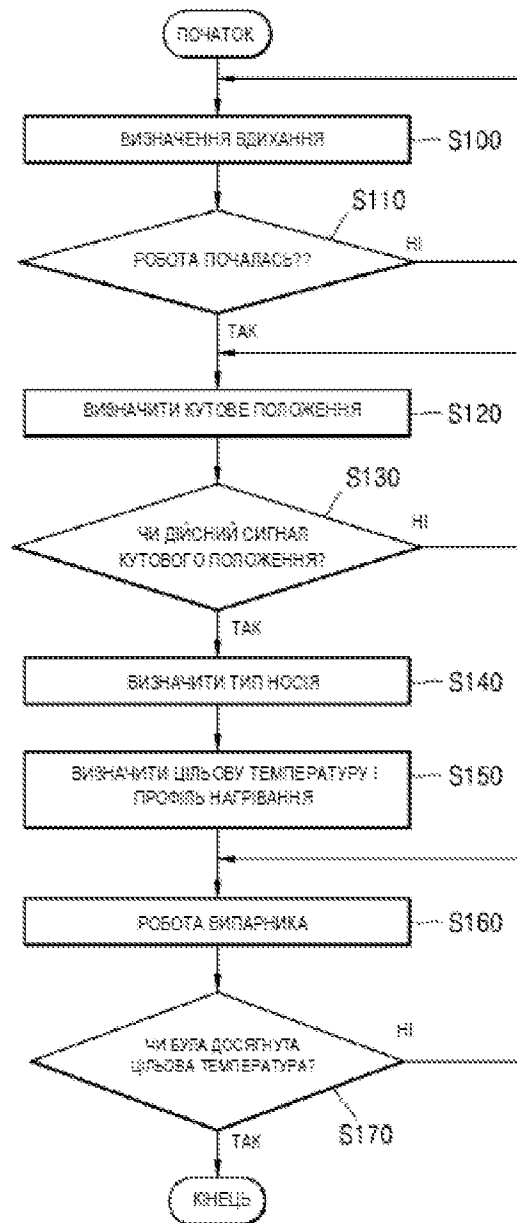 ПОЧАТОК
ВИЗНАЧЕННЯ ВДИХАННЯ
S100
S110
РОБОТА ПОЧАЛАСЬ??
НІ
ТАК
ВИЗНАЧИТИ КУТОВЕ ПОЛОЖЕННЯ
S120
S130
ЧИ ДІЙСНИЙ СИГНАЛ
КУТОВОГО ПОЛОЖЕННЯ?
НІ
ТАК
ВИЗНАЧИТИ ТИП НОСІЯ
S140
ВИЗНАЧИТИ ЦІЛЬОВУ ТЕМПЕРАТУРУ І
ПРОФІЛЬ НАГРІВАННЯ
S150
РОБОТА ВИПАРНИКА
S160
ЧИ БУЛА ДОСЯГНУТА
ЦІЛЬОВА ТЕМПЕРАТУРА?
НІ
S170
ТАК
КІНЕЦЬ